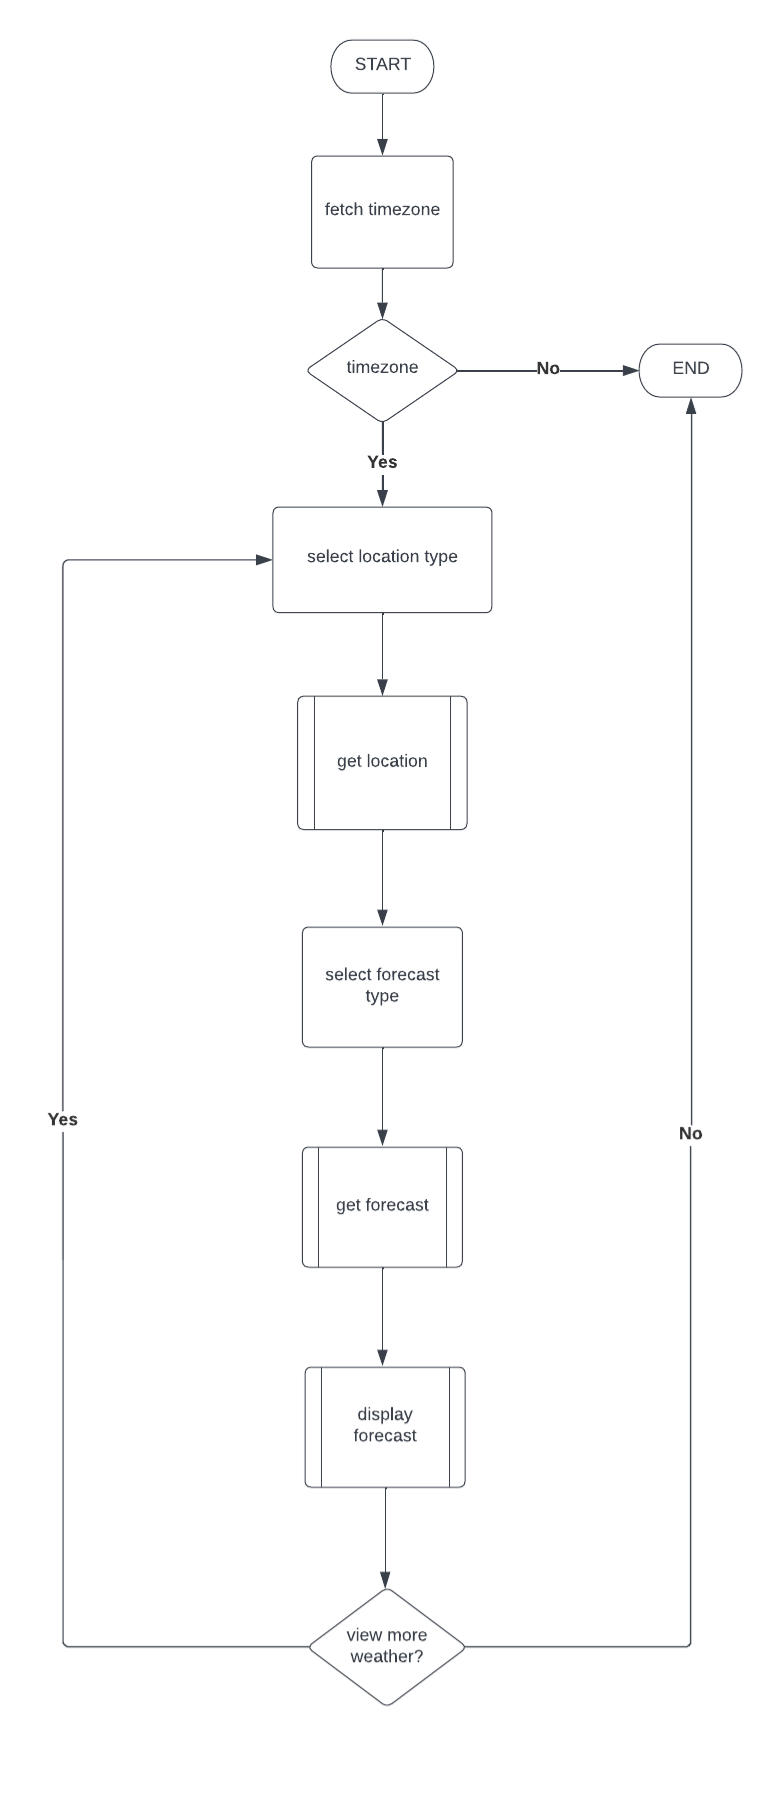 START
fetch timezone
timezone
No
END
Yes
select location type
get location
select forecast
type
Yes
No
get forecast
display
forecast
view more
weather?